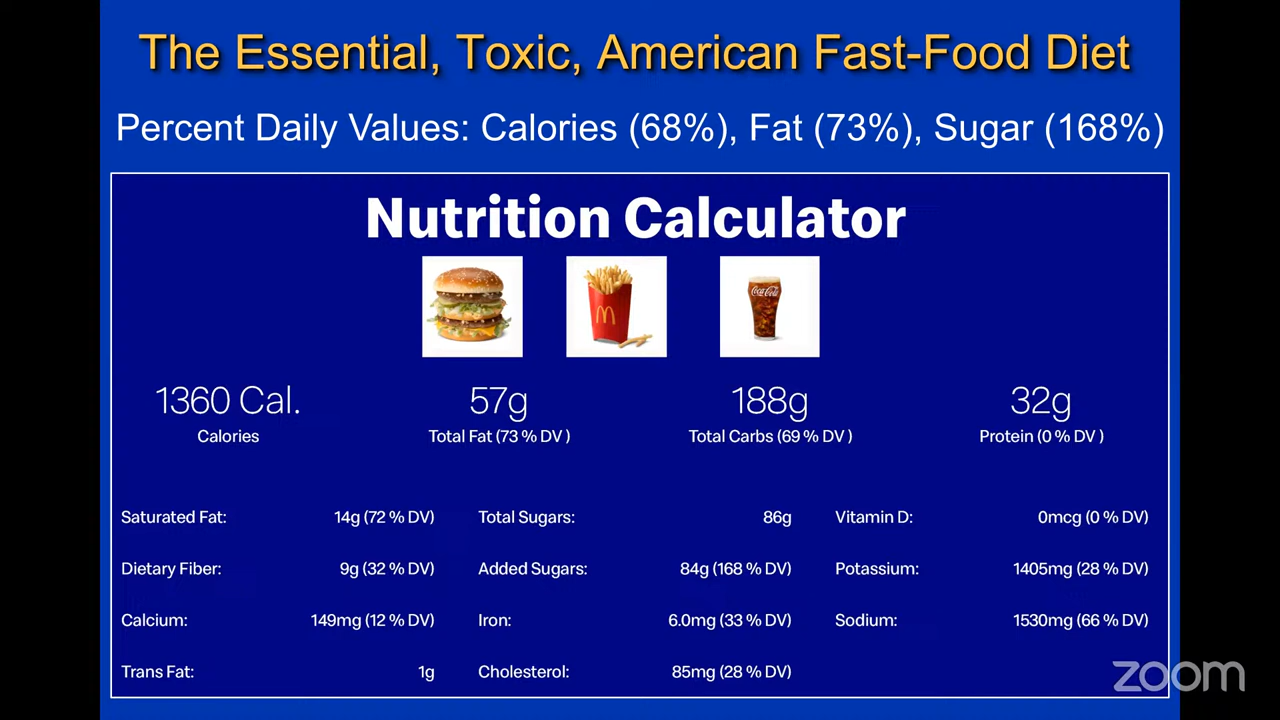 The Essential, Toxic, American Fast-Food Diet
Percent Daily Values: Calories (68%), Fat (73%), Sugar (168%)
Nutrition Calculator
Coca-Cola
1360 Cal.
Calories
57g
Total Fat (73 % DV )
188g
Total Carbs (69 % DV )
32g
Protein (0 % DV )
Saturated Fat: 14g (72 % DV)
Total Sugars: 86g
Vitamin D: 0mcg (0 % DV)
Dietary Fiber: 9g (32 % DV)
Added Sugars: 84g (168 % DV)
Potassium: 1405mg (28 % DV)
Calcium: 149mg (12 % DV)
Iron: 6.0mg (33 % DV)
Sodium: 1530mg (66 % DV)
Trans Fat: 1g
Cholesterol: 85mg (28 % DV)
zoom